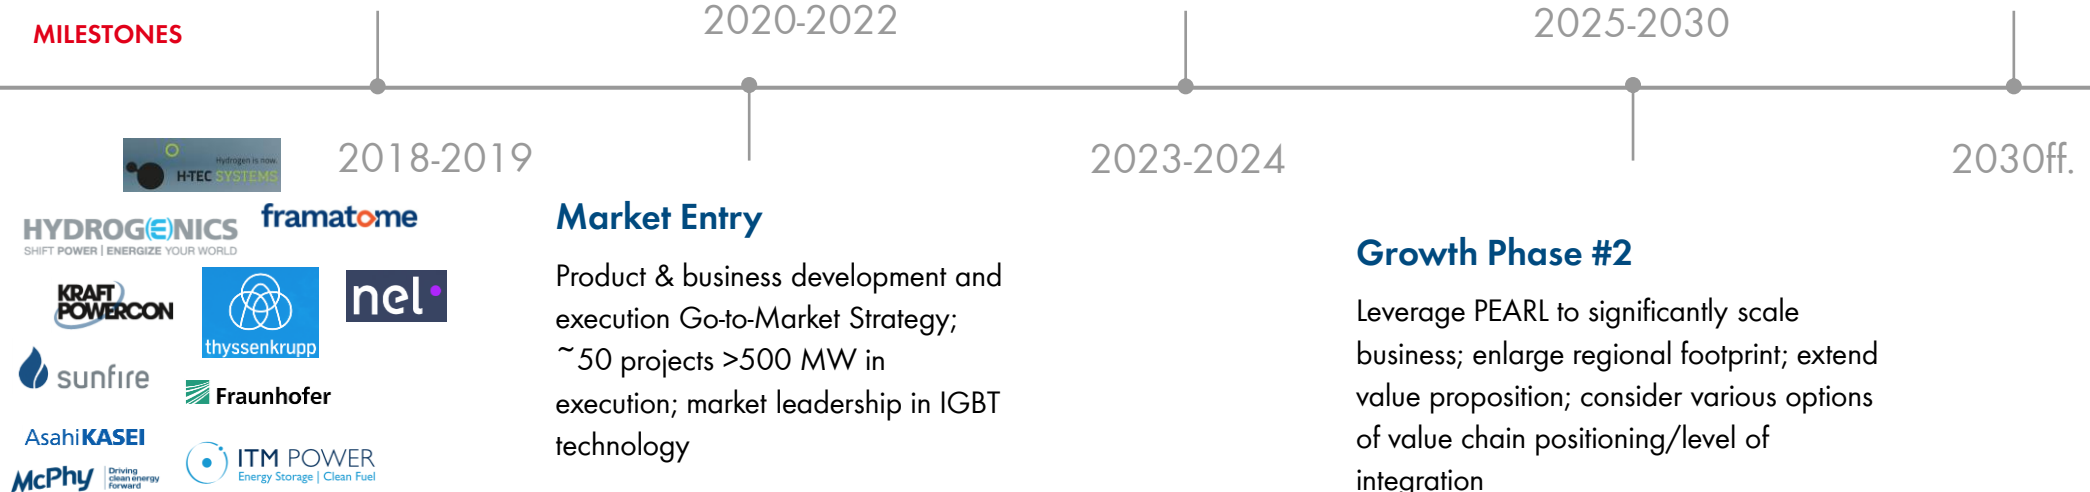 MILESTONES
2020-2022
2025-2030
2018-2019
2023-2024
2030ff.
Hydrogen is now.
H-TEC SYSTEMS
HYDROG(E)NICS
SHIFT POWER | ENERGIZE YOUR WORLD
framatome
KRAFT
POWERCON
thyssenkrupp
nel
sunfire
Fraunhofer
AsahiKASEI
McPhy
Driving
clean energy
forward
ITM POWER
Energy Storage | Clean Fuel
Market Entry
Product & business development and
execution Go-to-Market Strategy;
~50 projects >500 MW in
execution; market leadership in IGBT
technology
Growth Phase #2
Leverage PEARL to significantly scale
business; enlarge regional footprint; extend
value proposition; consider various options
of value chain positioning/level of
integration